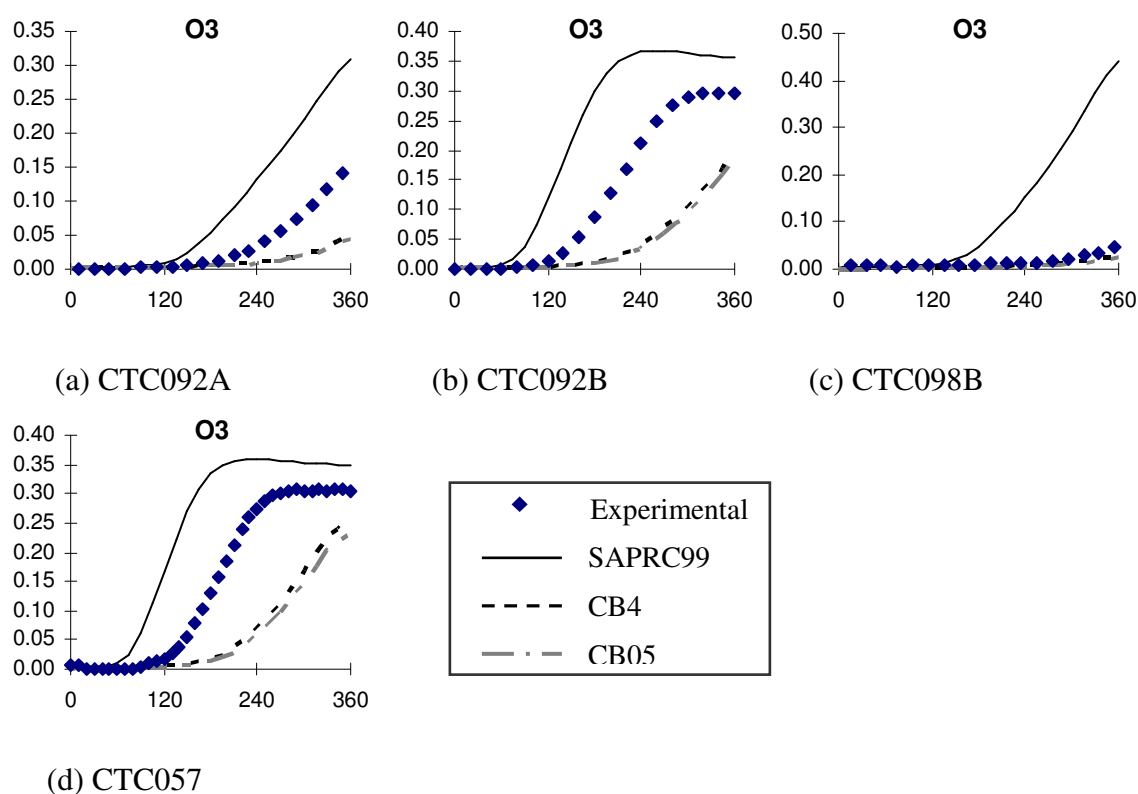 O3
0.35
0.30
0.25
0.20
0.15
0.10
0.05
0.00
0 120 240 360
(a) CTC092A
O3
0.40
0.35
0.30
0.25
0.20
0.15
0.10
0.05
0.00
0 120 240 360
(b) CTC092B
O3
0.50
0.40
0.30
0.20
0.10
0.00
0 120 240 360
(c) CTC098B
O3
0.40
0.35
0.30
0.25
0.20
0.15
0.10
0.05
0.00
0 120 240 360
(d) CTC057
Experimental
SAPRC99
CB4
CB05